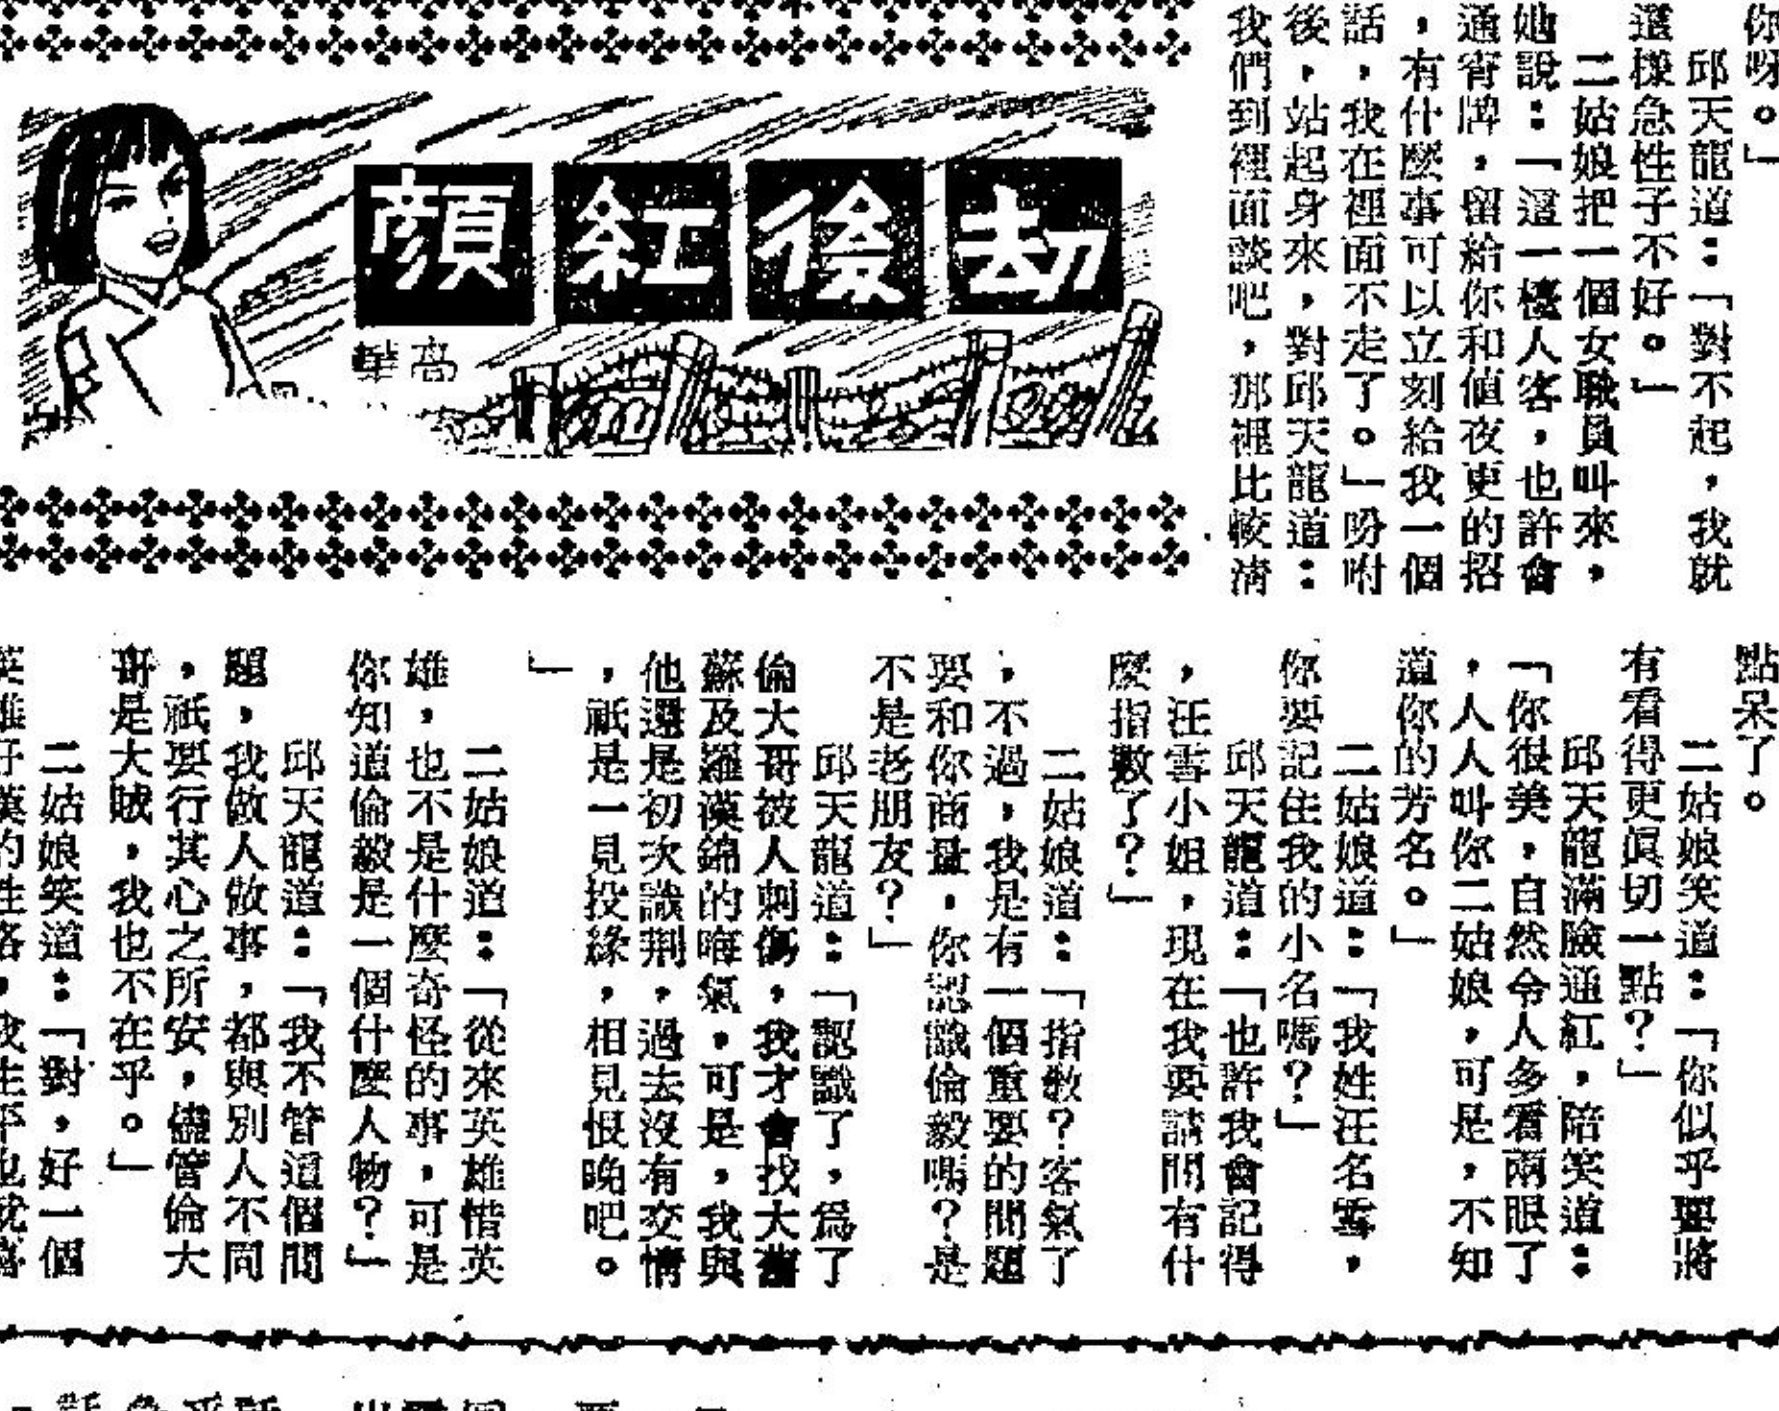 你呀。」
邱天龍道：「對不起，我就
這樣急性子不好。」
二姑娘把一個女職員叫來，
她說：「這一檯人客，也許會
通宵牌，留給你和值夜更的招
，有什麼事可以立刻給我一個
話，我在裡面不走了。」吩咐
後，站起身來，對邱天龍道：
我們到裡面談吧，那裡比較清
劫後紅顏
高華
點呆了。
二姑娘笑道：「你似乎要將
有看得更眞切一點？」
邱天龍滿臉通紅，陪笑道：
「你很美，自然令人多看兩眼了
，人人叫你二姑娘，可是，不知
道你的芳名。」
二姑娘道：「我姓汪名雪，
你要記住我的小名嗎？」
邱天龍道：「也許我會記得
，汪雪小姐，現在我要請問有什
麼指敎了？」
二姑娘道：「指敎？客氣了
，不過，我是有一個重要的問題
要和你商量，你認識倫毅嗎？是
不是老朋友？」
邱天龍道：「認識了，爲了
倫大哥被人刺傷，我才會找大舊
蘇及羅漢錦的晦氣，可是，我與
他還是初次識荆，過去沒有交情
，祇是一見投緣，相見恨晚吧。
」
二姑娘道：「從來英雄惜英
雄，也不是什麼奇怪的事，可是
你知道倫毅是一個什麼人物？」
邱天龍道：「我不管這個問
題，我做人做事，都與別人不同
，祇要行其心之所安，儘管倫大
哥是大賊，我也不在乎。」
二姑娘笑道：「對，好一個
英雄好漢的性格，我生平也就喜